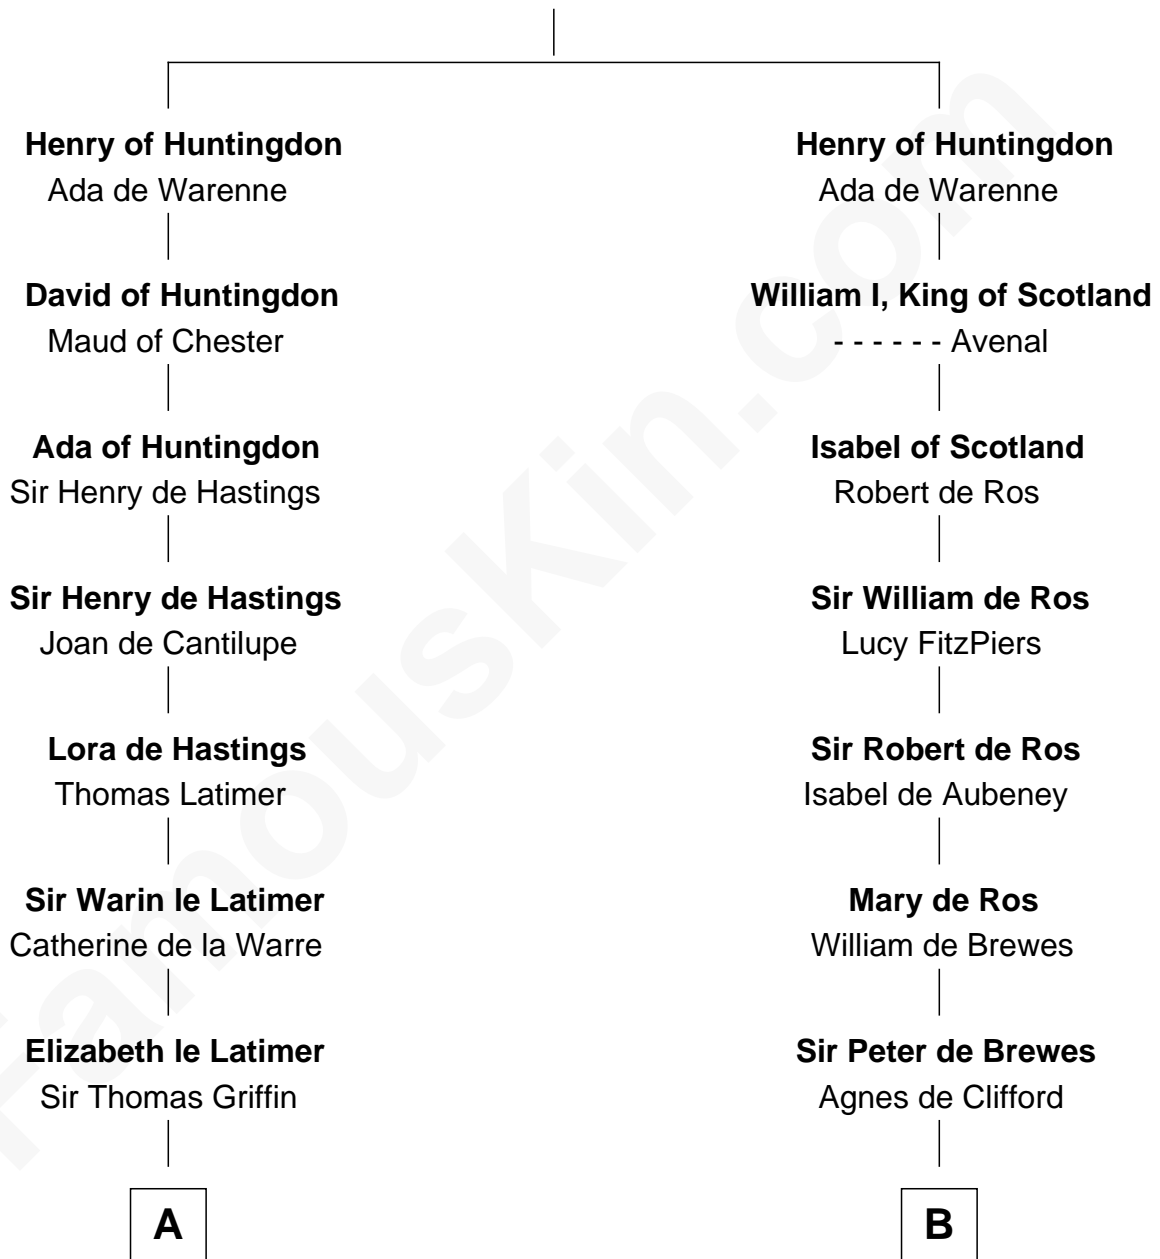 Henry of Huntingdon
Ada de Warenne
David of Huntingdon
Maud of Chester
Ada of Huntingdon
Sir Henry de Hastings
Sir Henry de Hastings
Joan de Cantilupe
Lora de Hastings
Thomas Latimer
Sir Warin le Latimer
Catherine de la Warre
Elizabeth le Latimer
Sir Thomas Griffin
A
Henry of Huntingdon
Ada de Warenne
William I, King of Scotland
- - - - - - Avenal
Isabel of Scotland
Robert de Ros
Sir William de Ros
Lucy FitzPiers
Sir Robert de Ros
Isabel de Aubeney
Mary de Ros
William de Brewes
Sir Peter de Brewes
Agnes de Clifford
B
FamousKin.com